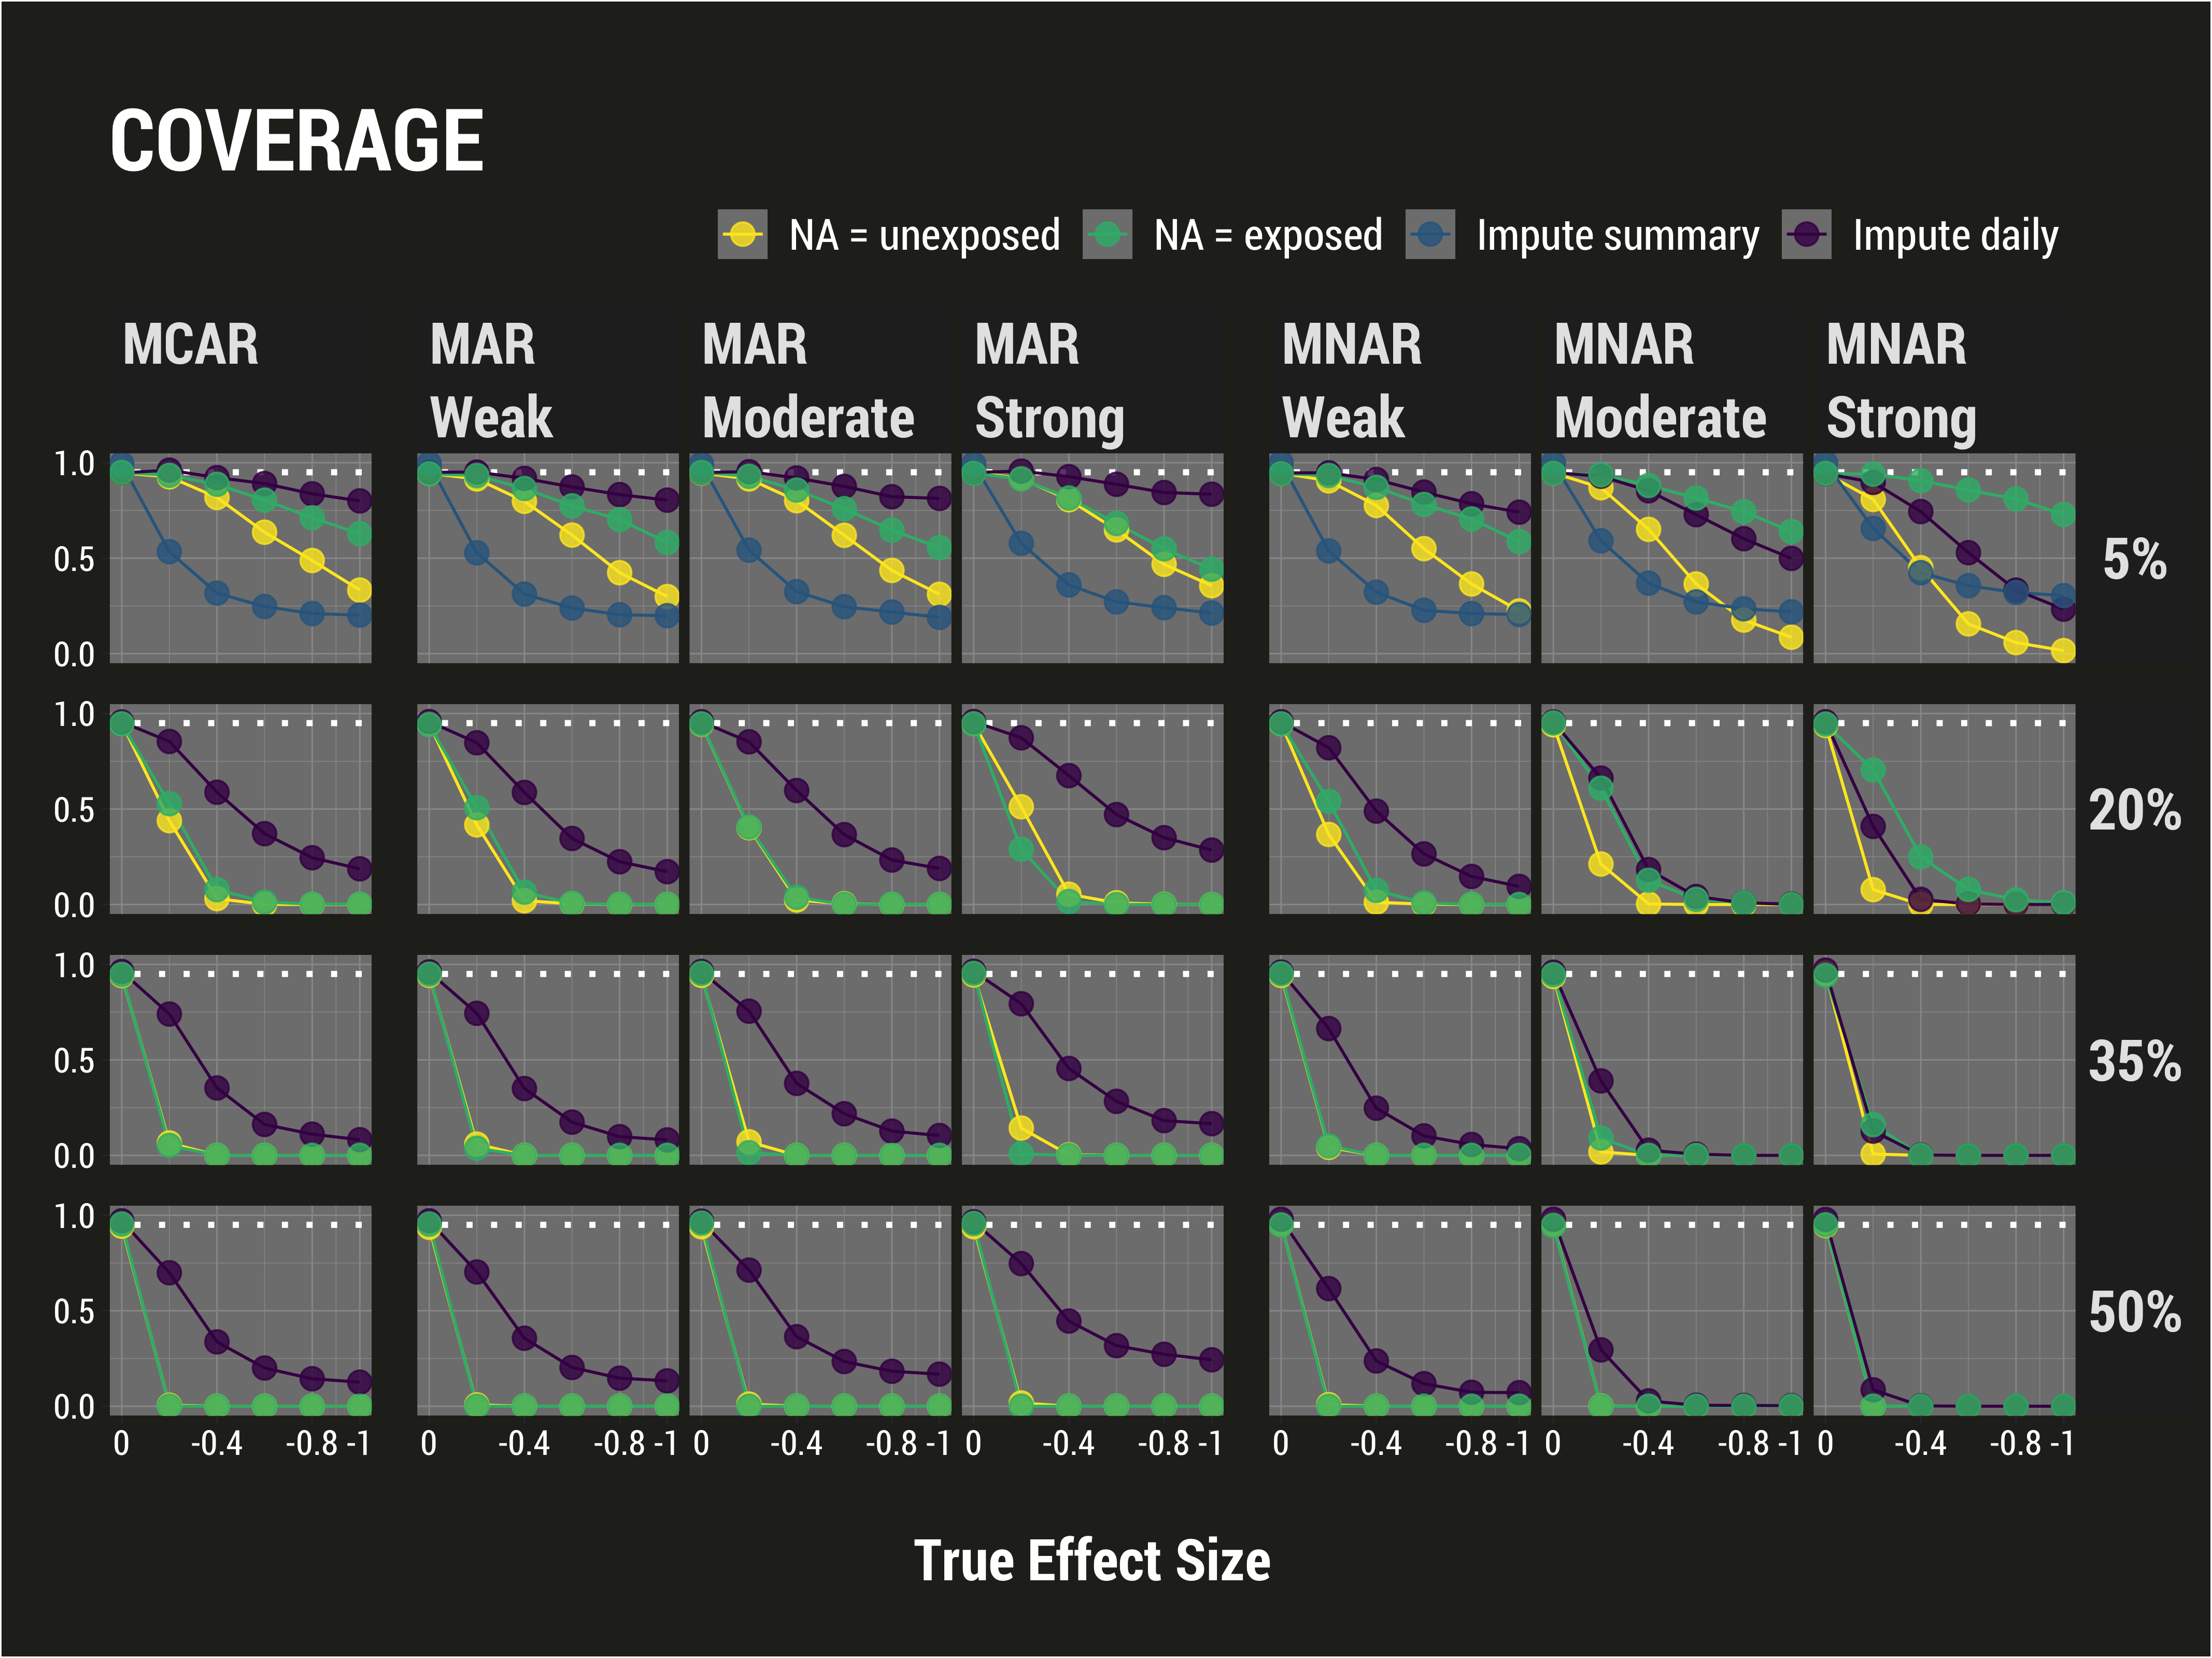 COVERAGE
NA = unexposed NA = exposed Impute summary Impute daily
MCAR MAR MAR MAR MNAR MNAR MNAR
Weak Moderate Strong Weak Moderate Strong
1.0
0.5
0.0
5%
1.0
0.5
0.0
20%
1.0
0.5
0.0
35%
1.0
0.5
0.0
50%
0 -0.4 -0.8 -1 0 -0.4 -0.8 -1 0 -0.4 -0.8 -1 0 -0.4 -0.8 -1 0 -0.4 -0.8 -1 0 -0.4 -0.8 -1 0 -0.4 -0.8 -1
True Effect Size